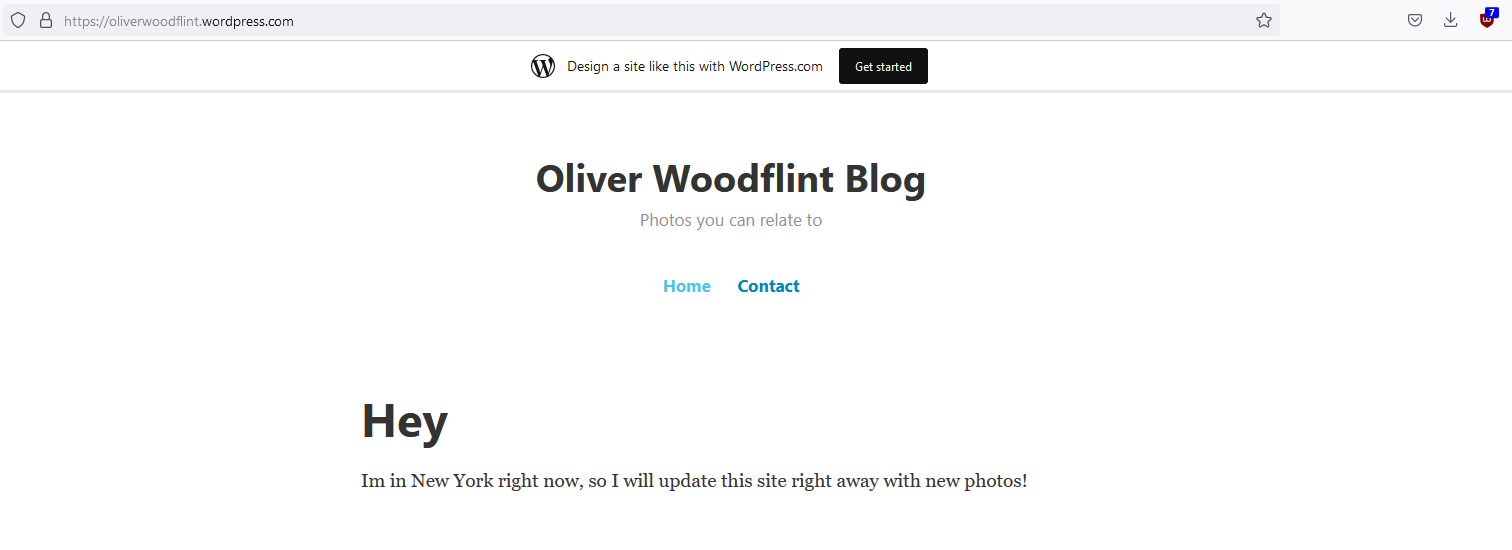 https://oliverwoodflint.wordpress.com
7
Design a site like this with WordPress.com
Get started
Oliver Woodflint Blog
Photos you can relate to
Home Contact
Hey
Im in New York right now, so I will update this site right away with new photos!